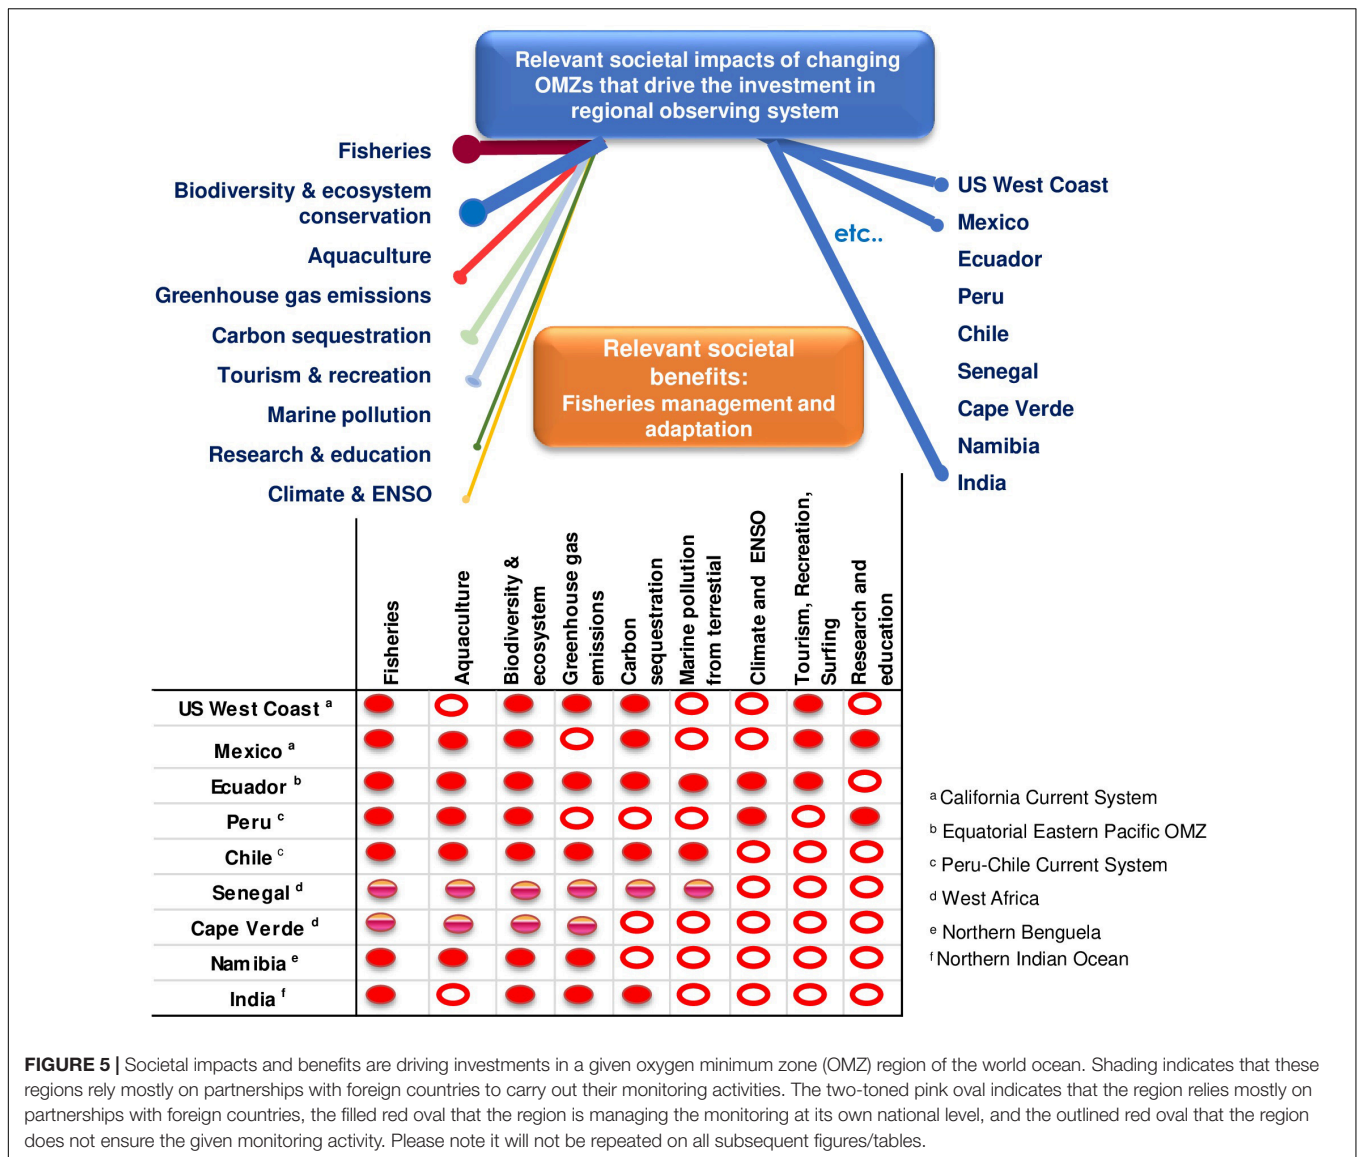 Relevant societal impacts of changing
OMZs that drive the investment in
regional observing system
Fisheries
Biodiversity & ecosystem
conservation
Aquaculture
Greenhouse gas emissions
Carbon sequestration
Tourism & recreation
Marine pollution
Research & education
Climate & ENSO
etc..
US West Coast
Mexico
Ecuador
Peru
Chile
Senegal
Cape Verde
Namibia
India
Relevant societal
benefits:
Fisheries management and
adaptation
Fisheries
Aquaculture
Biodiversity &
ecosystem
Greenhouse gas
emissions
Carbon
sequestration
Marine pollution
from terrestial
Climate and ENSO
Tourism, Recreation,
Surfing
Research and
education
US West Coast a
Mexico a
Ecuador b
Peru c
Chile c
Senegal d
Cape Verde d
Namibia e
India f
a California Current System
b Equatorial Eastern Pacific OMZ
c Peru-Chile Current System
d West Africa
e Northern Benguela
f Northern Indian Ocean
FIGURE 5 | Societal impacts and benefits are driving investments in a given oxygen minimum zone (OMZ) region of the world ocean. Shading indicates that these
regions rely mostly on partnerships with foreign countries to carry out their monitoring activities. The two-toned pink oval indicates that the region relies mostly on
partnerships with foreign countries, the filled red oval that the region is managing the monitoring at its own national level, and the outlined red oval that the region
does not ensure the given monitoring activity. Please note it will not be repeated on all subsequent figures/tables.